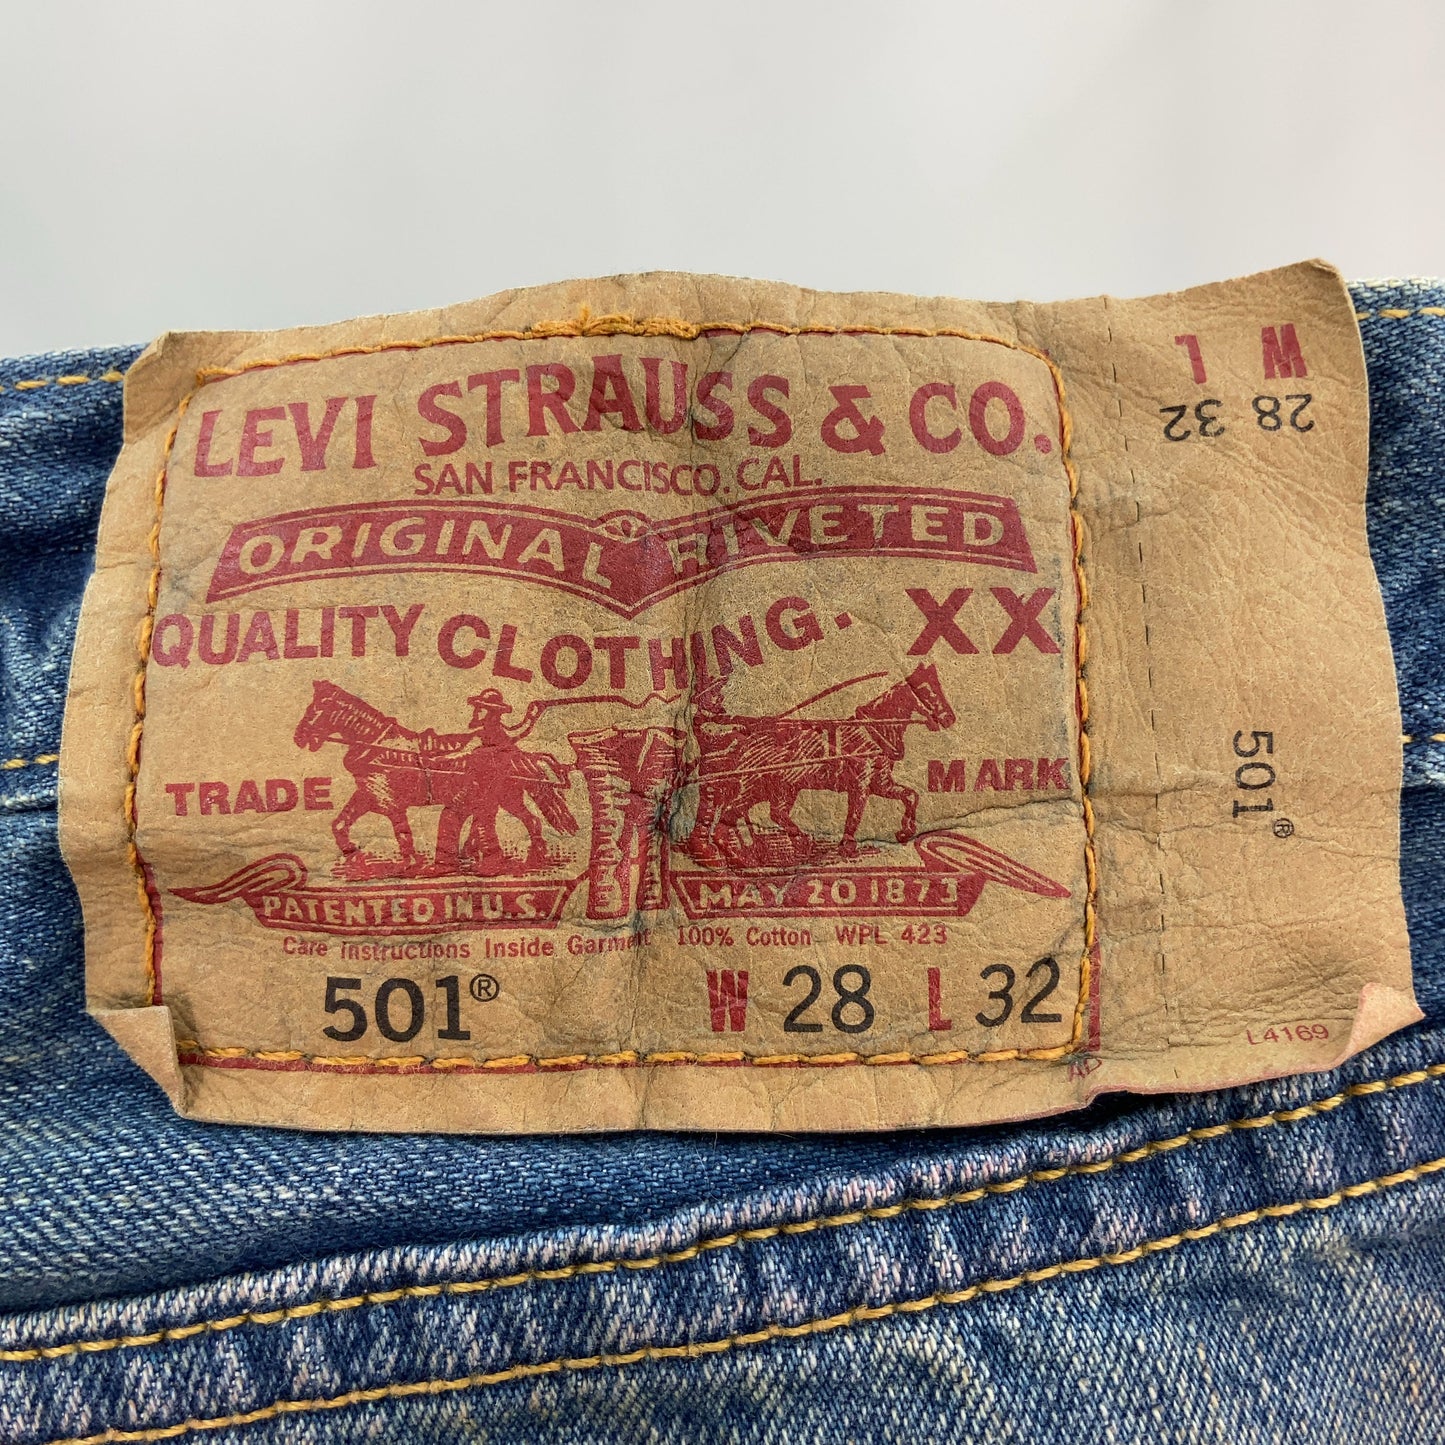 LEVI STRAUSS & CO.
SAN FRANCISCO. CAL.
ORIGINAL RIVETED
QUALITY CLOTHING. XX
TRADE MARK
PATENTED IN U.S. MAY 20 1873
Care Instructions Inside Garment 100% Cotton WPL 423
501® W 28 L 32
W L
28 32
501®
L4169
AD